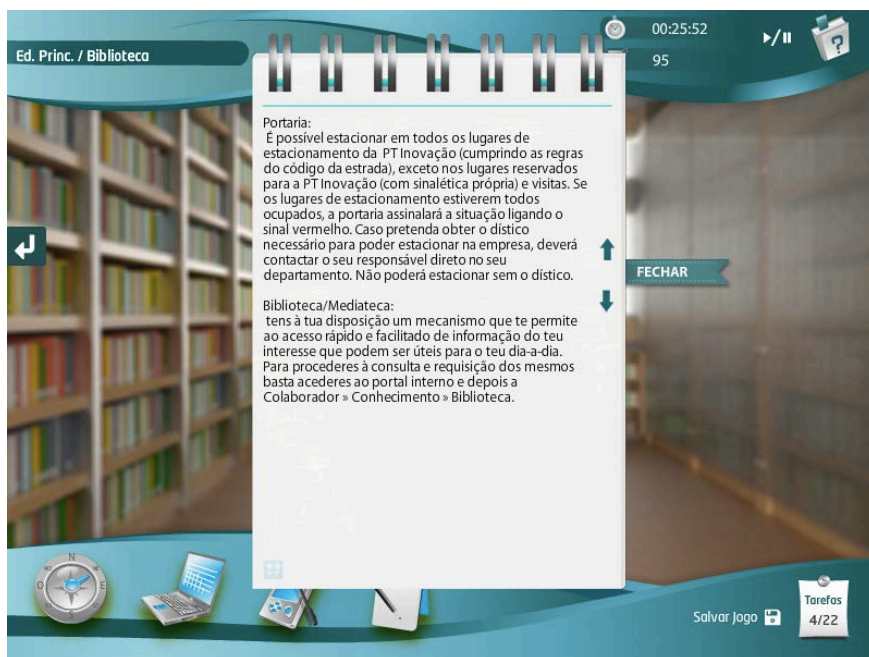 00:25:52
Ed. Princ. / Biblioteca
95
Portaria:
É possível estacionar em todos os lugares de
estacionamento da PT Inovação (cumprindo as regras
do código da estrada), exceto nos lugares reservados
para a PT Inovação (com sinalética própria) e visitas. Se
os lugares de estacionamento estiverem todos
ocupados, a portaria assinalará a situação ligando o
sinal vermelho. Caso pretenda obter o dístico
necessário para poder estacionar na empresa, deverá
contactar o seu responsável direto no seu
departamento. Não poderá estacionar sem o dístico.
FECHAR
Biblioteca/Mediateca:
tens à tua disposição um mecanismo que te permite
ao acesso rápido e facilitado de informação do teu
interesse que podem ser úteis para o teu dia-a-dia.
Para procederes à consulta e requisição dos mesmos
basta acederes ao portal interno e depois a
Colaborador » Conhecimento » Biblioteca.
N
O
E
S
Salvar Jogo
Tarefas
4/22